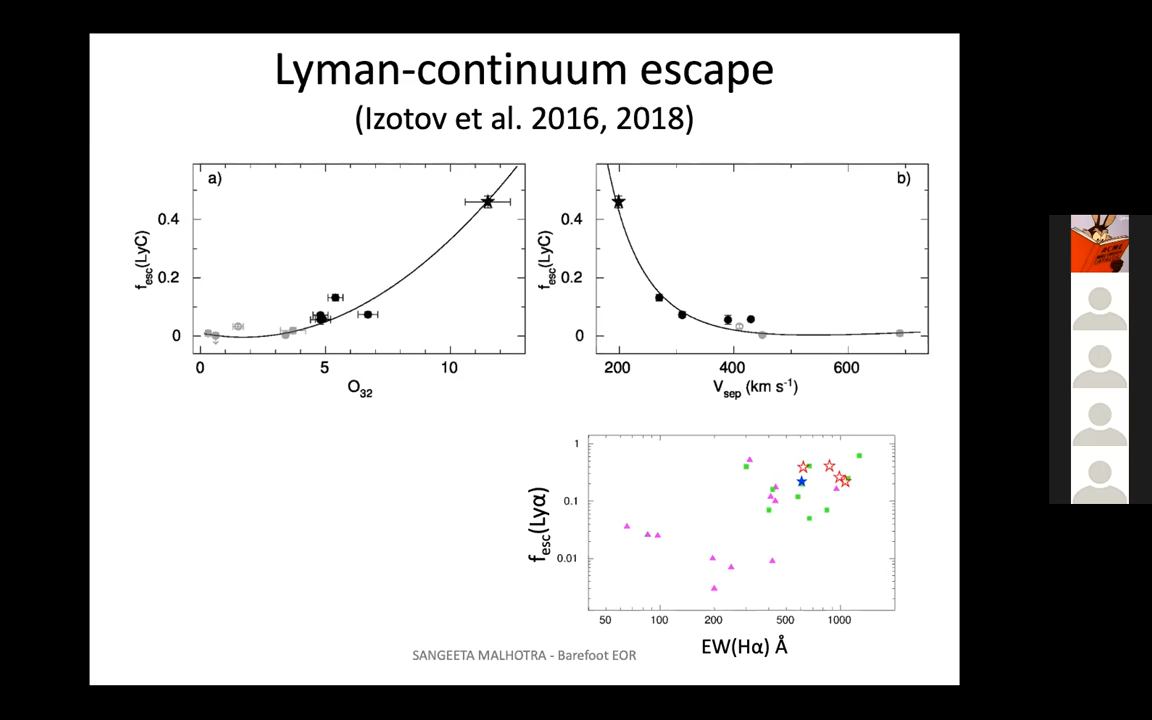 Lyman-continuum escape
(Izotov et al. 2016, 2018)
a)
0.4
0.2
0
fesc(LyC)
0 5 10
O32
b)
0.4
0.2
0
fesc(LyC)
200 400 600
Vsep (km s-1)
1
0.1
0.01
fesc(Lyα)
50 100 200 500 1000
EW(Hα) Å
SANGEETA MALHOTRA - Barefoot EOR
ACME